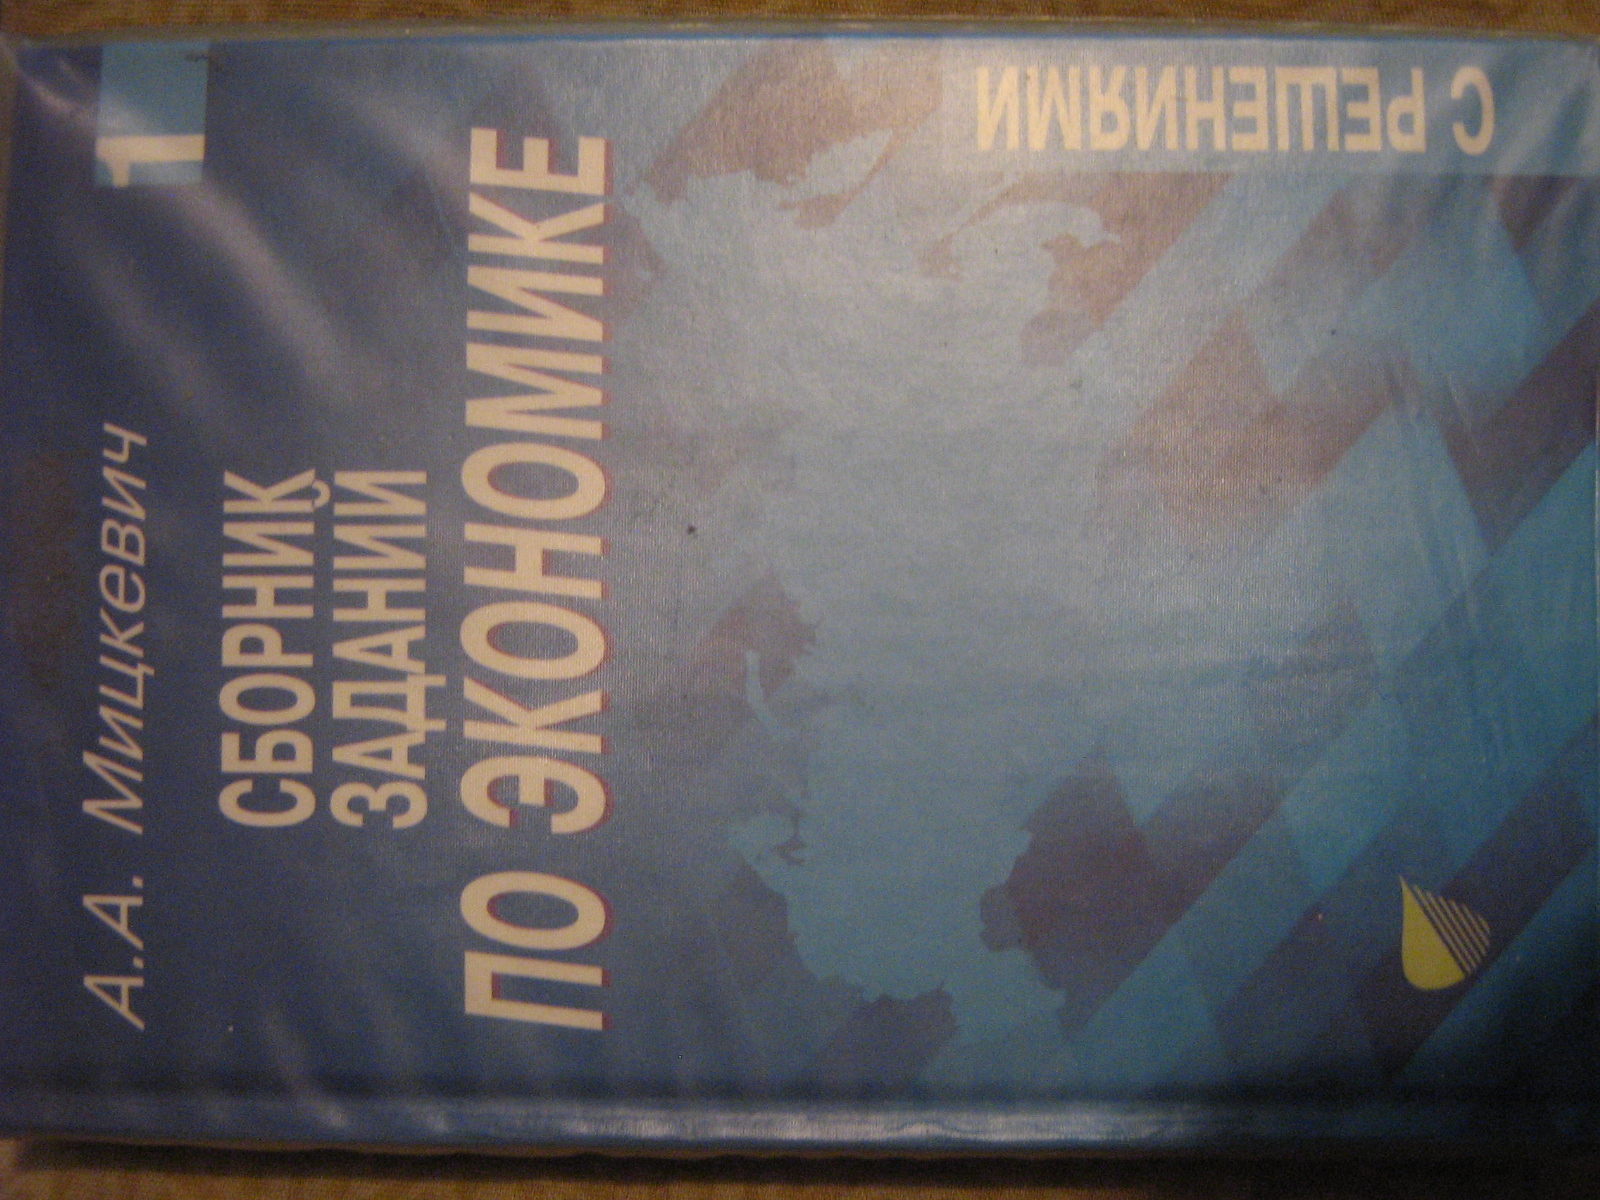 А.А. Мицкевич
1
СБОРНИК
ЗАДАНИЙ
ПО ЭКОНОМИКЕ
С РЕШЕНИЯМИ